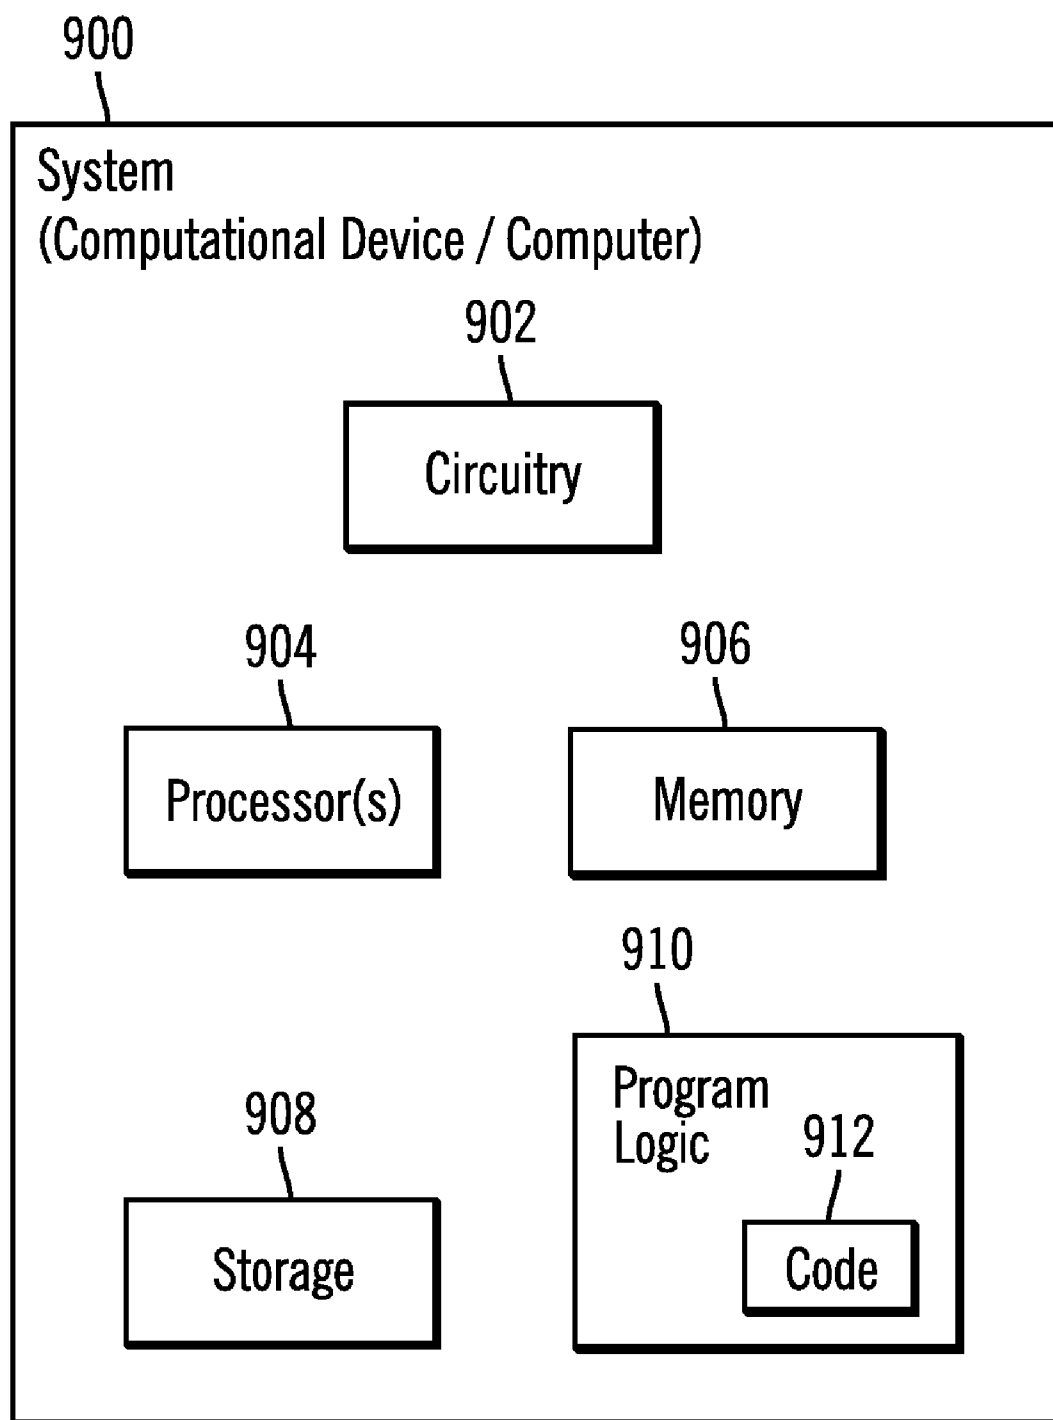 900
System
(Computational Device / Computer)
902
Circuitry
904
906
Processor(s)
Memory
910
Program
Logic
908
912
Storage
Code